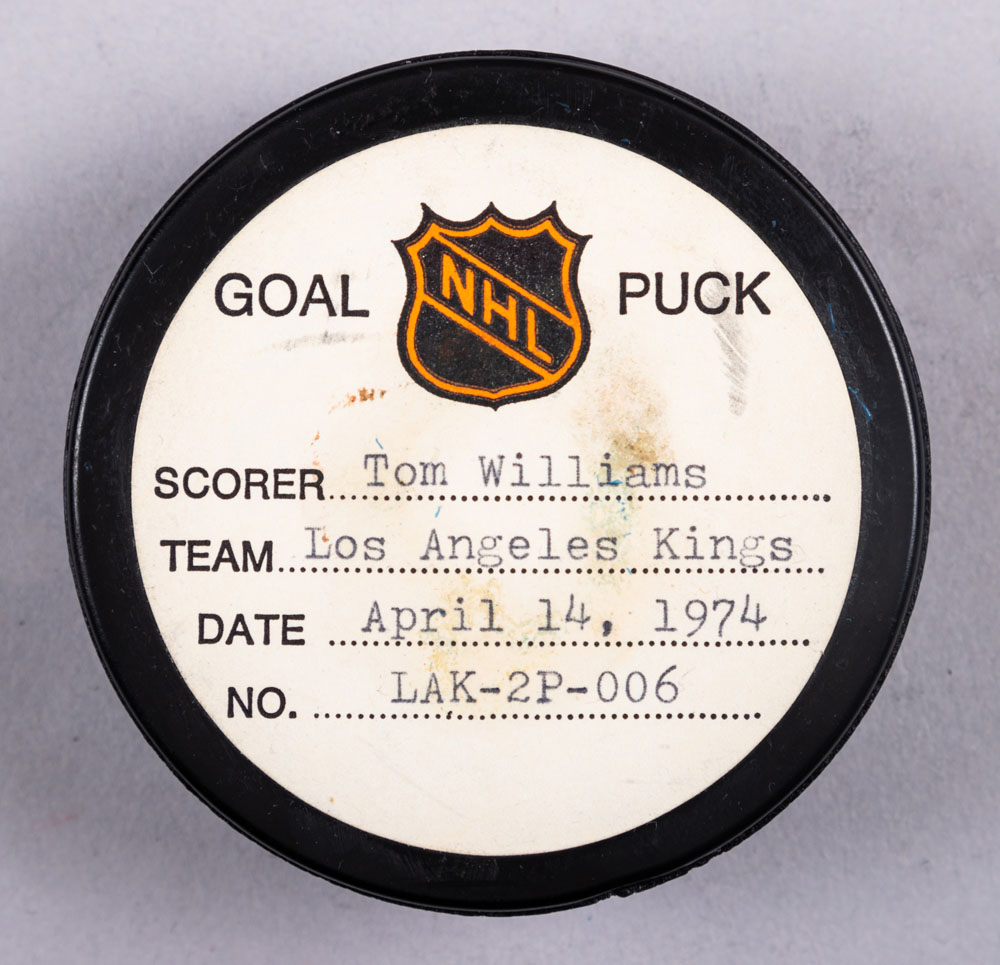 GOAL NHL PUCK
SCORER Tom Williams
TEAM Los Angeles Kings
DATE April 14, 1974
NO. LAK-2P-006